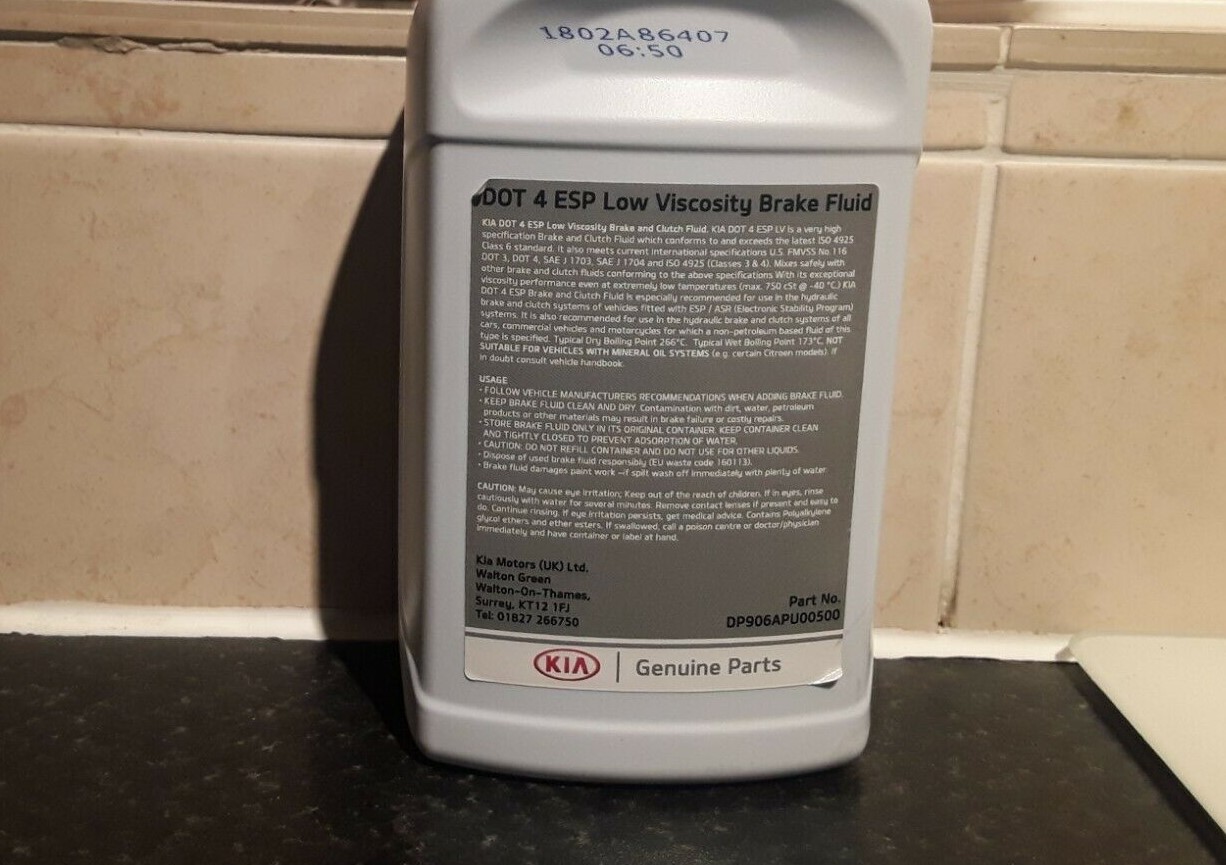 1802A86407
06:50
DOT 4 ESP Low Viscosity Brake Fluid
KIA DOT 4 ESP Low Viscosity Brake and Clutch Fluid. KIA DOT 4 ESP LV is a very high
specification Brake and Clutch Fluid which conforms to and exceeds the latest ISO 4925
Class 6 standard. It also meets current international specifications U.S. FMVSS No 116
DOT 3, DOT 4, SAE J 1703, SAE J 1704 and ISO 4925 (Classes 3 & 4). Mixes safely with
other brake and clutch fluids conforming to the above specifications With its exceptional
viscosity performance even at extremely low temperatures (max. 750 cSt @ -40 °C) KIA
DOT 4 ESP Brake and Clutch Fluid is especially recommended for use in the hydraulic
brake and clutch systems of vehicles fitted with ESP / ASR (Electronic Stability Program)
systems. It is also recommended for use in the hydraulic brake and clutch systems of all
cars, commercial vehicles and motorcycles for which a non-petroleum based fluid of this
type is specified. Typical Dry Boiling Point 266°C. Typical Wet Boiling Point 173°C. NOT
SUITABLE FOR VEHICLES WITH MINERAL OIL SYSTEMS (e.g. certain Citroen models). If
in doubt consult vehicle handbook.
USAGE
• FOLLOW VEHICLE MANUFACTURERS RECOMMENDATIONS WHEN ADDING BRAKE FLUID.
• KEEP BRAKE FLUID CLEAN AND DRY. Contamination with dirt, water, petroleum
products or other materials may result in brake failure or costly repairs.
• STORE BRAKE FLUID ONLY IN ITS ORIGINAL CONTAINER. KEEP CONTAINER CLEAN
AND TIGHTLY CLOSED TO PREVENT ADSORPTION OF WATER.
• CAUTION: DO NOT REFILL CONTAINER AND DO NOT USE FOR OTHER LIQUIDS.
• Dispose of used brake fluid responsibly (EU waste code 160113).
• Brake fluid damages paint work –if spilt wash off immediately with plenty of water
CAUTION: May cause eye irritation; Keep out of the reach of children. If in eyes, rinse
cautiously with water for several minutes. Remove contact lenses if present and easy to
do. Continue rinsing. If eye irritation persists, get medical advice. Contains Polyalkylene
glycol ethers and ether esters. If swallowed, call a poison centre or doctor/physician
immediately and have container or label at hand.
Kia Motors (UK) Ltd.
Walton Green
Walton-On-Thames,
Surrey, KT12 1FJ
Tel: 01827 266750
Part No.
DP906APU00500
KIA | Genuine Parts